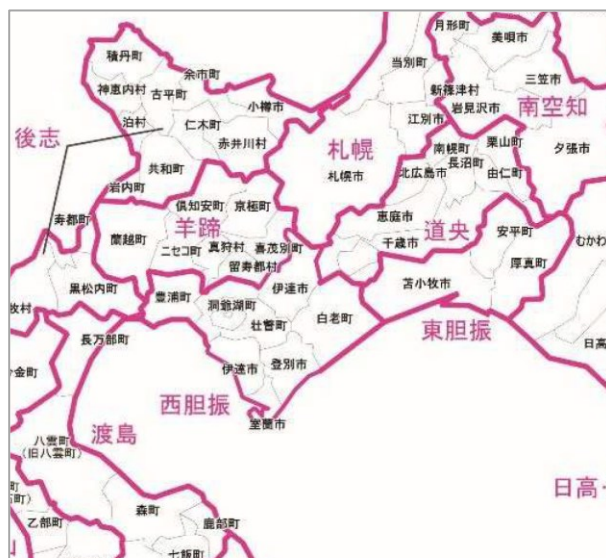 月形町
美唄市
積丹町
余市町
当別町
三笠市
神恵内村
古平町
新篠津村
小樽市
岩見沢市
南空知
泊村
仁木町
江別市
後志
赤井川村
札幌
南幌町
栗山町
夕張市
共和町
札幌市
北広島市
長沼町
由仁町
岩内町
倶知安町
京極町
寿都町
羊蹄
恵庭市
道央
安平町
蘭越町
ニセコ町
真狩村
喜茂別町
千歳市
むかわ
留寿都村
厚真町
黒松内町
豊浦町
伊達市
苫小牧市
洞爺湖町
白老町
牧村
壮瞥町
東胆振
長万部町
日高
伊達市
登別市
金町
西胆振
室蘭市
渡島
八雲町
(旧八雲町)
日高
森町
乙部町
鹿部町
七飯町